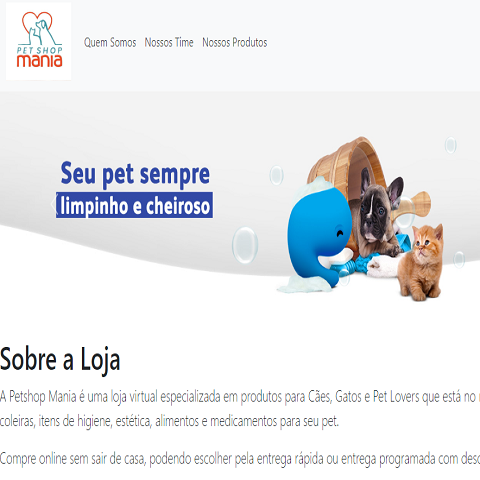 PET SHOP
mania
Quem Somos Nossos Time Nossos Produtos
Seu pet sempre
limpinho e cheiroso
Sobre a Loja
A Petshop Mania é uma loja virtual especializada em produtos para Cães, Gatos e Pet Lovers que está no
coleiras, itens de higiene, estética, alimentos e medicamentos para seu pet.
Compre online sem sair de casa, podendo escolher pela entrega rápida ou entrega programada com